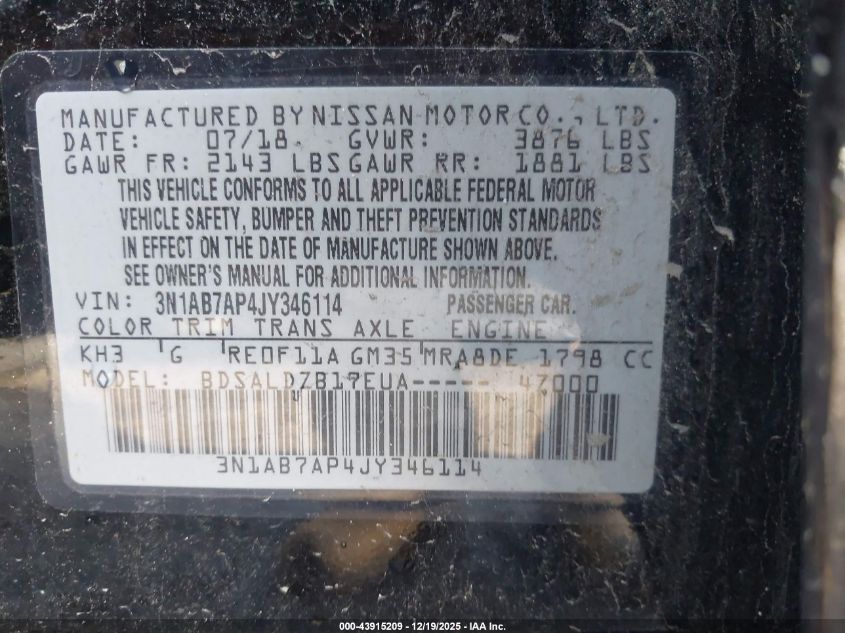 MANUFACTURED BY NISSAN MOTOR CO., LTD.
DATE: 07/18 GVWR: 3876 LBS
GAWR FR: 2143 LBS GAWR RR: 1881 LBS
THIS VEHICLE CONFORMS TO ALL APPLICABLE FEDERAL MOTOR
VEHICLE SAFETY, BUMPER AND THEFT PREVENTION STANDARDS
IN EFFECT ON THE DATE OF MANUFACTURE SHOWN ABOVE.
SEE OWNER'S MANUAL FOR ADDITIONAL INFORMATION.
VIN: 3N1AB7AP4JY346114 PASSENGER CAR.
COLOR TRIM TRANS AXLE ENGINE
KH3 G RE0F11A GM35 MRA8DE 1798 CC
MODEL: BDSALDZB17EUA----- 47000
3N1AB7AP4JY346114
000-43915209 - 12/19/2025 - IAA Inc.